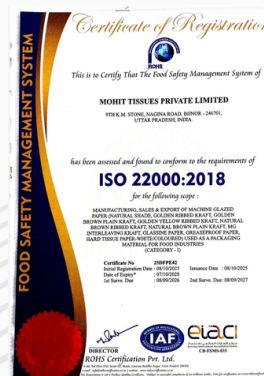 Certificate of Registration
ROHS
This is to Certify That The Food Safety Management System of
MOHIT TISSUES PRIVATE LIMITED
9TH K.M. STONE, NAGINA ROAD, BIJNOR - 246701,
UTTAR PRADESH, INDIA.
has been assessed and found to conform to the requirements of
ISO 22000:2018
for the following scope :
MANUFACTURING, SALES & EXPORT OF MACHINE GLAZED
PAPER (NATURAL SHADE, GOLDEN RIBBED KRAFT, GOLDEN
BROWN PLAIN KRAFT, GOLDEN YELLOW RIBBED KRAFT, NATURAL
BROWN RIBBED KRAFT, NATURAL BROWN PLAIN KRAFT, MG
INTERLEAVING KRAFT, GLASSINE PAPER, GREASEPROOF PAPER,
HARD TISSUE PAPER-WHITE/COLOURED) USED AS A PACKAGING
MATERIAL FOR FOOD INDUSTRIES
(CATEGORY - I)
Certificate No : 25DFPE42
Initial Registration Date : 08/10/2025 Issuance Date : 08/10/2025
Date of Expiry* : 07/10/2028
1st Serve. Due : 08/09/2026 2nd Serve. Due: 08/09/2027
FOOD SAFETY MANAGEMENT SYSTEM
DIRECTOR
ROHS Certification Pvt. Ltd.
IAF
eiaci
CB-FSMS-035